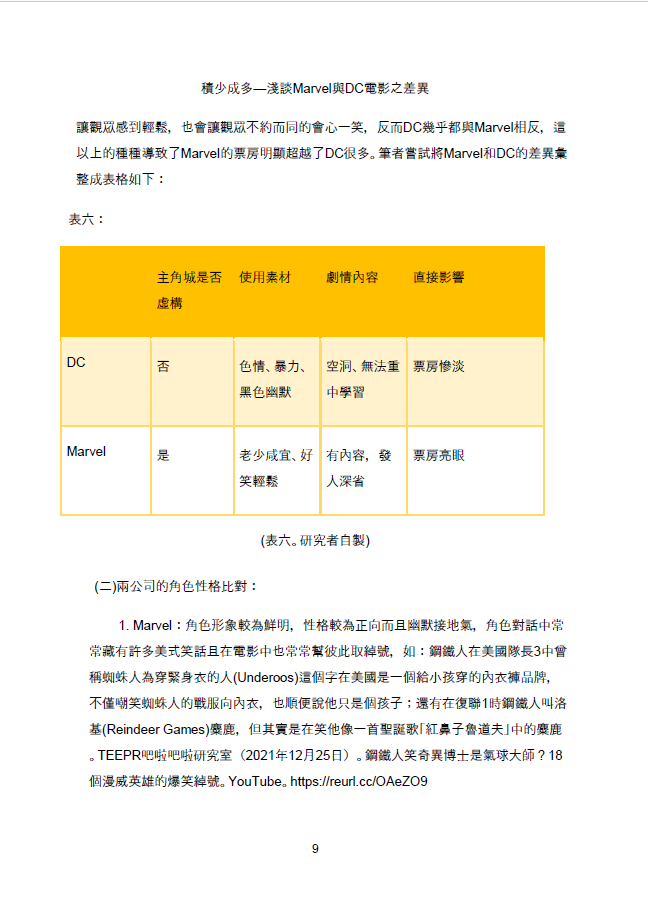 積少成多—淺談Marvel與DC電影之差異
讓觀眾感到輕鬆，也會讓觀眾不約而同的會心一笑，反而DC幾乎都與Marvel相反，這
以上的種種導致了Marvel的票房明顯超越了DC很多。筆者嘗試將Marvel和DC的差異彙
整成表格如下：
表六：
主角城是否
虛構
使用素材
劇情內容
直接影響
DC
否
色情、暴力、
黑色幽默
空洞、無法重
中學習
票房慘淡
Marvel
是
老少咸宜、好
笑輕鬆
有內容，發
人深省
票房亮眼
(表六。研究者自製)
(二)兩公司的角色性格比對：
1. Marvel：角色形象較為鮮明，性格較為正向而且幽默接地氣，角色對話中常
常藏有許多美式笑話且在電影中也常常幫彼此取綽號，如：鋼鐵人在美國隊長3中曾
稱蜘蛛人為穿緊身衣的人(Underoos)這個字在美國是一個給小孩穿的內衣褲品牌，
不僅嘲笑蜘蛛人的戰服向內衣，也順便說他只是個孩子；還有在復聯1時鋼鐵人叫洛
基(Reindeer Games)麋鹿，但其實是在笑他像一首聖誕歌「紅鼻子魯道夫」中的麋鹿
。TEEPR吧啦吧啦研究室（2021年12月25日）。鋼鐵人笑奇異博士是氣球大師？18
個漫威英雄的爆笑綽號。YouTube。https://reurl.cc/OAeZO9
9